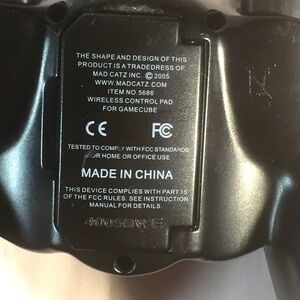 THE SHAPE AND DESIGN OF THIS
PRODUCT IS A TRADEDRESS OF
MAD CATZ INC. © 2005
WWW.MADCATZ.COM
ITEM NO. 5686
WIRELESS CONTROL PAD
FOR GAMECUBE
CE FC
TESTED TO COMPLY WITH FCC STANDARDS
FOR HOME OR OFFICE USE
MADE IN CHINA
THIS DEVICE COMPLIES WITH PART 15
OF THE FCC RULES. SEE INSTRUCTION
MANUAL FOR DETAILS.